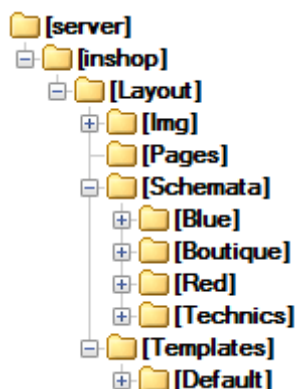 [server]
[inshop]
[Layout]
[Img]
[Pages]
[Schemata]
[Blue]
[Boutique]
[Red]
[Technics]
[Templates]
[Default]